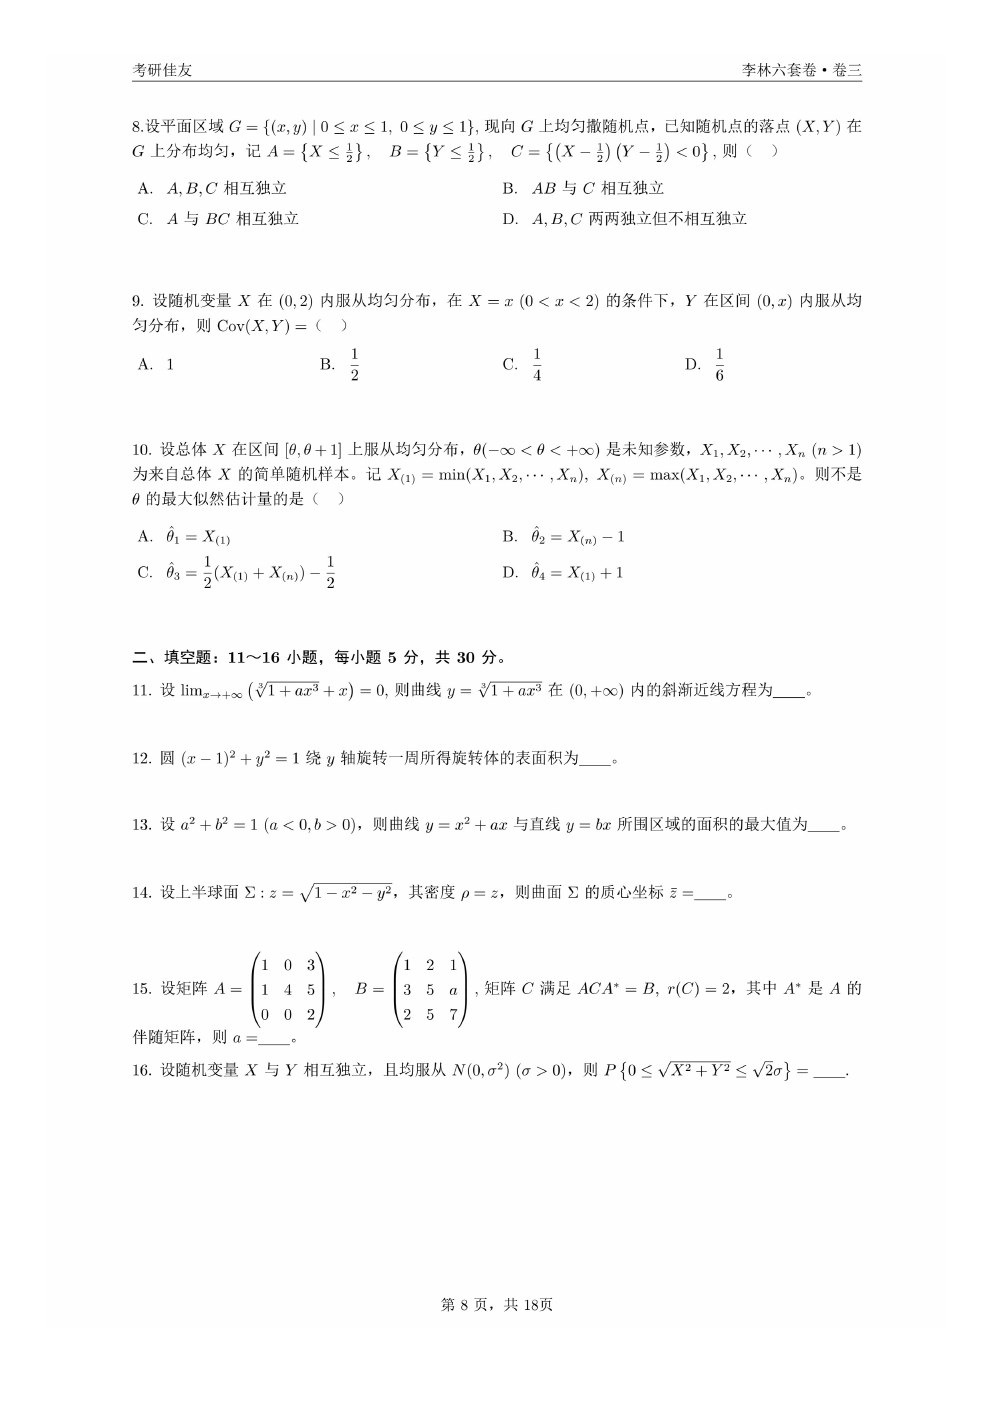 考研佳友 李林六套卷・卷三
8.设平面区域 G = {(x, y) | 0 ≤ x ≤ 1, 0 ≤ y ≤ 1}, 现向 G 上均匀撒随机点，已知随机点的落点 (X, Y) 在
G 上分布均匀，记 A = {X ≤ 1/2}, B = {Y ≤ 1/2}, C = {(X − 1/2)(Y − 1/2) < 0}, 则（ ）
A. A, B, C 相互独立 B. AB 与 C 相互独立
C. A 与 BC 相互独立 D. A, B, C 两两独立但不相互独立
9. 设随机变量 X 在 (0, 2) 内服从均匀分布，在 X = x (0 < x < 2) 的条件下，Y 在区间 (0, x) 内服从均
匀分布，则 Cov(X, Y) =（ ）
A. 1 B. 1/2 C. 1/4 D. 1/6
10. 设总体 X 在区间 [θ, θ + 1] 上服从均匀分布，θ(−∞ < θ < +∞) 是未知参数，X₁, X₂, ⋯ , Xₙ (n > 1)
为来自总体 X 的简单随机样本。记 X₍₁₎ = min(X₁, X₂, ⋯ , Xₙ), X₍ₙ₎ = max(X₁, X₂, ⋯ , Xₙ)。则不是
θ 的最大似然估计量的是（ ）
A. θ̂₁ = X₍₁₎ B. θ̂₂ = X₍ₙ₎ − 1
C. θ̂₃ = 1/2(X₍₁₎ + X₍ₙ₎) − 1/2 D. θ̂₄ = X₍₁₎ + 1
二、填空题：11～16 小题，每小题 5 分，共 30 分。
11. 设 limₓ→₊∞ (∛(1 + ax³) + x) = 0, 则曲线 y = ∛(1 + ax³) 在 (0, +∞) 内的斜渐近线方程为____。
12. 圆 (x − 1)² + y² = 1 绕 y 轴旋转一周所得旋转体的表面积为____。
13. 设 a² + b² = 1 (a < 0, b > 0)，则曲线 y = x² + ax 与直线 y = bx 所围区域的面积的最大值为____。
14. 设上半球面 Σ : z = √(1 − x² − y²)，其密度 ρ = z，则曲面 Σ 的质心坐标 z̄ =____。
15. 设矩阵 A = (1 0 3; 1 4 5; 0 0 2), B = (1 2 1; 3 5 a; 2 5 7), 矩阵 C 满足 ACA* = B, r(C) = 2，其中 A* 是 A 的
伴随矩阵，则 a =____。
16. 设随机变量 X 与 Y 相互独立，且均服从 N(0, σ²) (σ > 0)，则 P {0 ≤ √(X² + Y²) ≤ √2σ} = ____.
第 8 页，共 18页